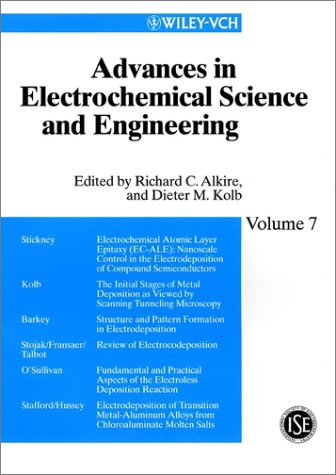 WILEY-VCH
Advances in
Electrochemical Science
and Engineering
Edited by Richard C. Alkire,
and Dieter M. Kolb
Volume 7
Stickney Electrochemical Atomic Layer
Epitaxy (EC-ALE): Nanoscale
Control in the Electrodeposition
of Compound Semiconductors
Kolb The Initial Stages of Metal
Deposition as Viewed by
Scanning Tunneling Microscopy
Barkey Structure and Pattern Formation
in Electrodeposition
Stojak/Fransaer/ Review of Electrocodeposition
Talbot
O'Sullivan Fundamental and Practical
Aspects of the Electroless
Deposition Reaction
Stafford/Hussey Electrodeposition of Transition
Metal-Aluminum Alloys from
Chloroaluminate Molten Salts
ISE